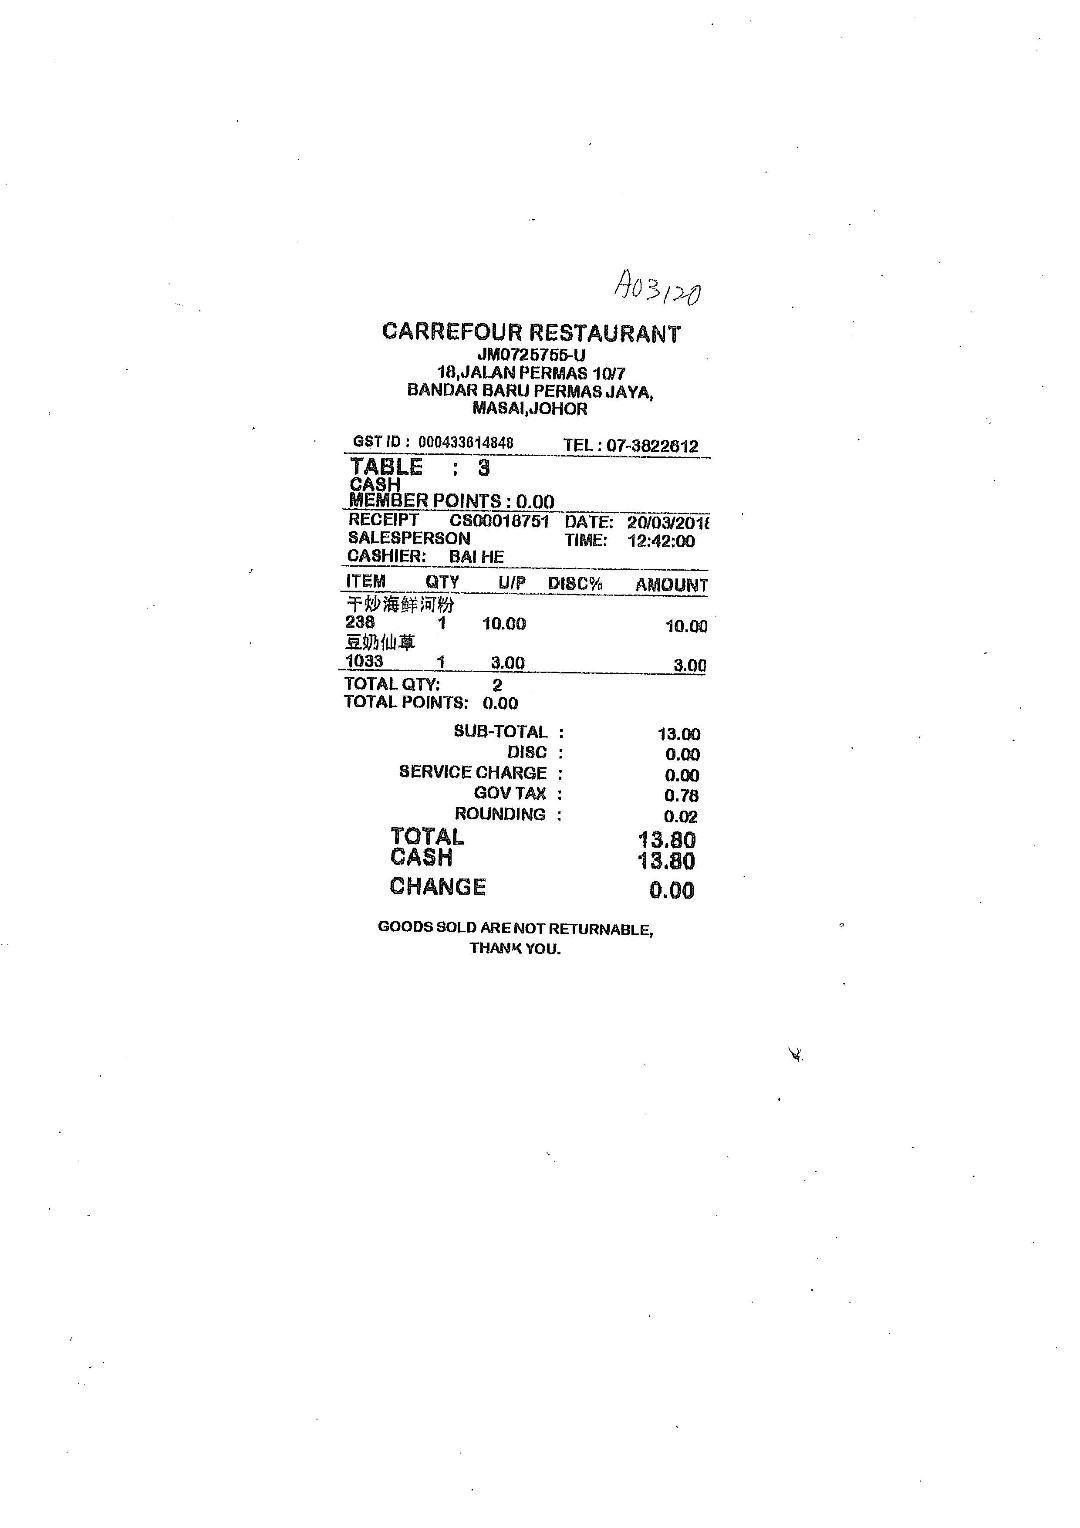 A03120
CARREFOUR RESTAURANT
JM0725755-U
18,JALAN PERMAS 10/7
BANDAR BARU PERMAS JAYA,
MASAI,JOHOR
GST ID : 000433614848 TEL : 07-3822612
TABLE : 3
CASH
MEMBER POINTS : 0.00
RECEIPT CS00018751 DATE: 20/03/2018
SALESPERSON TIME: 12:42:00
CASHIER: BAI HE
ITEM QTY U/P DISC% AMOUNT
干炒海鲜河粉
238 1 10.00 10.00
豆奶仙草
1033 1 3.00 3.00
TOTAL QTY: 2
TOTAL POINTS: 0.00
SUB-TOTAL : 13.00
DISC : 0.00
SERVICE CHARGE : 0.00
GOV TAX : 0.78
ROUNDING : 0.02
TOTAL 13.80
CASH 13.80
CHANGE 0.00
GOODS SOLD ARE NOT RETURNABLE,
THANK YOU.